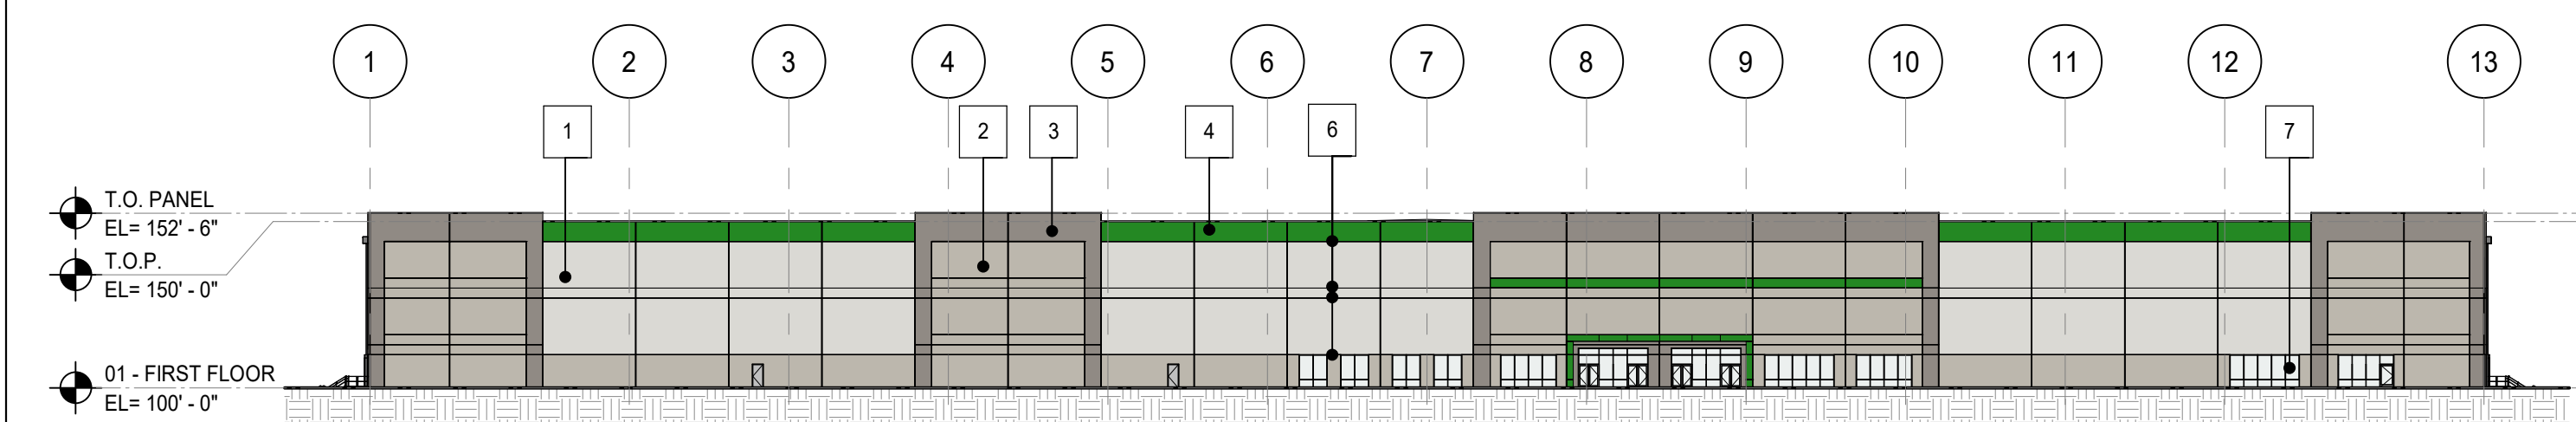 1 2 3 4 5 6 7 8 9 10 11 12 13
1 2 3 4 6 7
T.O. PANEL
EL= 152' - 6"
T.O.P.
EL= 150' - 0"
01 - FIRST FLOOR
EL= 100' - 0"